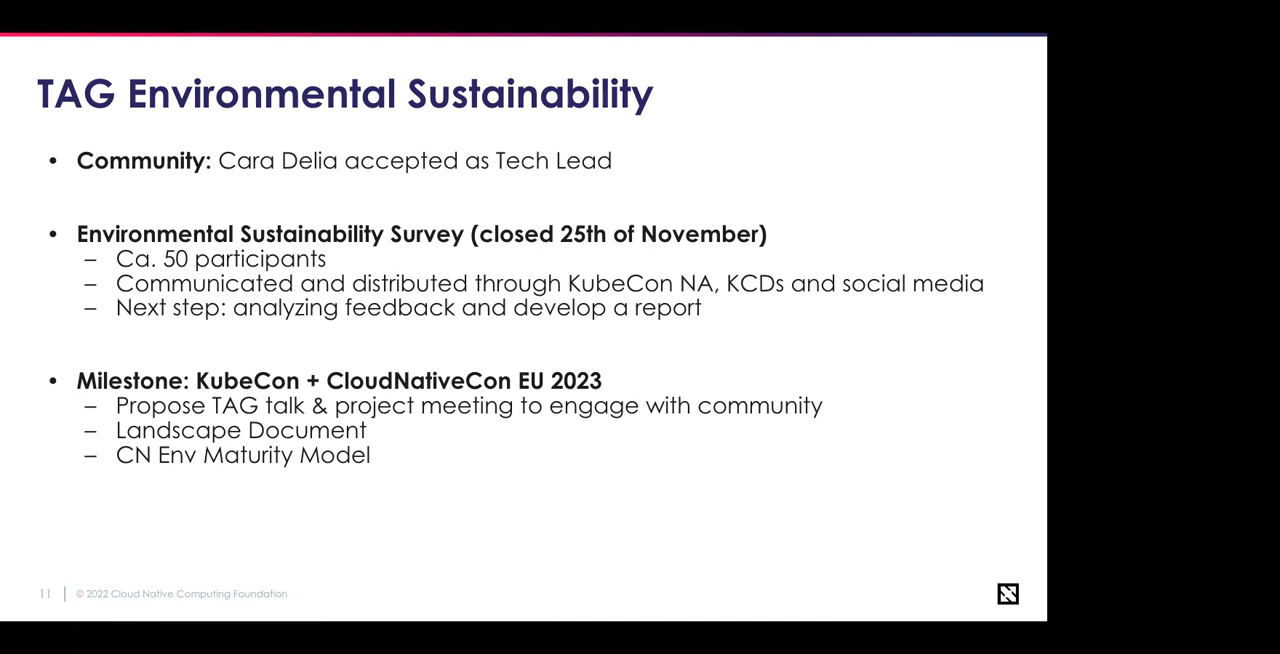 TAG Environmental Sustainability
• Community: Cara Delia accepted as Tech Lead
• Environmental Sustainability Survey (closed 25th of November)
– Ca. 50 participants
– Communicated and distributed through KubeCon NA, KCDs and social media
– Next step: analyzing feedback and develop a report
• Milestone: KubeCon + CloudNativeCon EU 2023
– Propose TAG talk & project meeting to engage with community
– Landscape Document
– CN Env Maturity Model
11 | © 2022 Cloud Native Computing Foundation